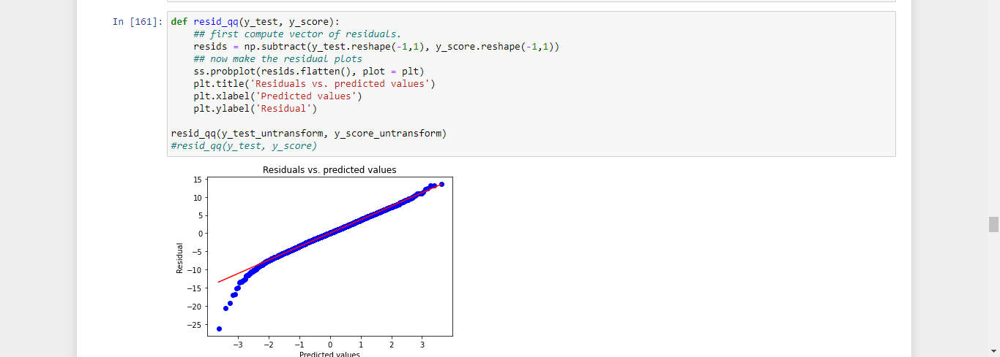 In [161]: def resid_qq(y_test, y_score):
## first compute vector of residuals.
resids = np.subtract(y_test.reshape(-1,1), y_score.reshape(-1,1))
## now make the residual plots
ss.probplot(resids.flatten(), plot = plt)
plt.title('Residuals vs. predicted values')
plt.xlabel('Predicted values')
plt.ylabel('Residual')
resid_qq(y_test_untransform, y_score_untransform)
#resid_qq(y_test, y_score)
Residuals vs. predicted values
15
10
5
0
−5
−10
−15
−20
−25
Residual
−3 −2 −1 0 1 2 3
Predicted values